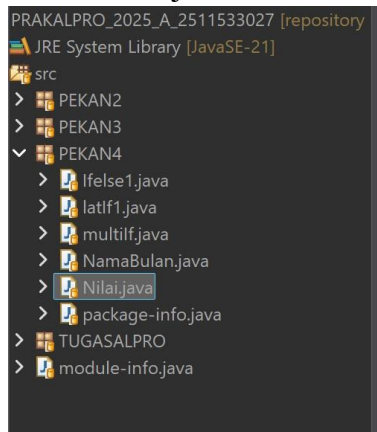 PRAKALPRO_2025_A_2511533027 [repository
JRE System Library [JavaSE-21]
src
PEKAN2
PEKAN3
PEKAN4
Ifelse1.java
latIf1.java
multiIf.java
NamaBulan.java
Nilai.java
package-info.java
TUGASALPRO
module-info.java